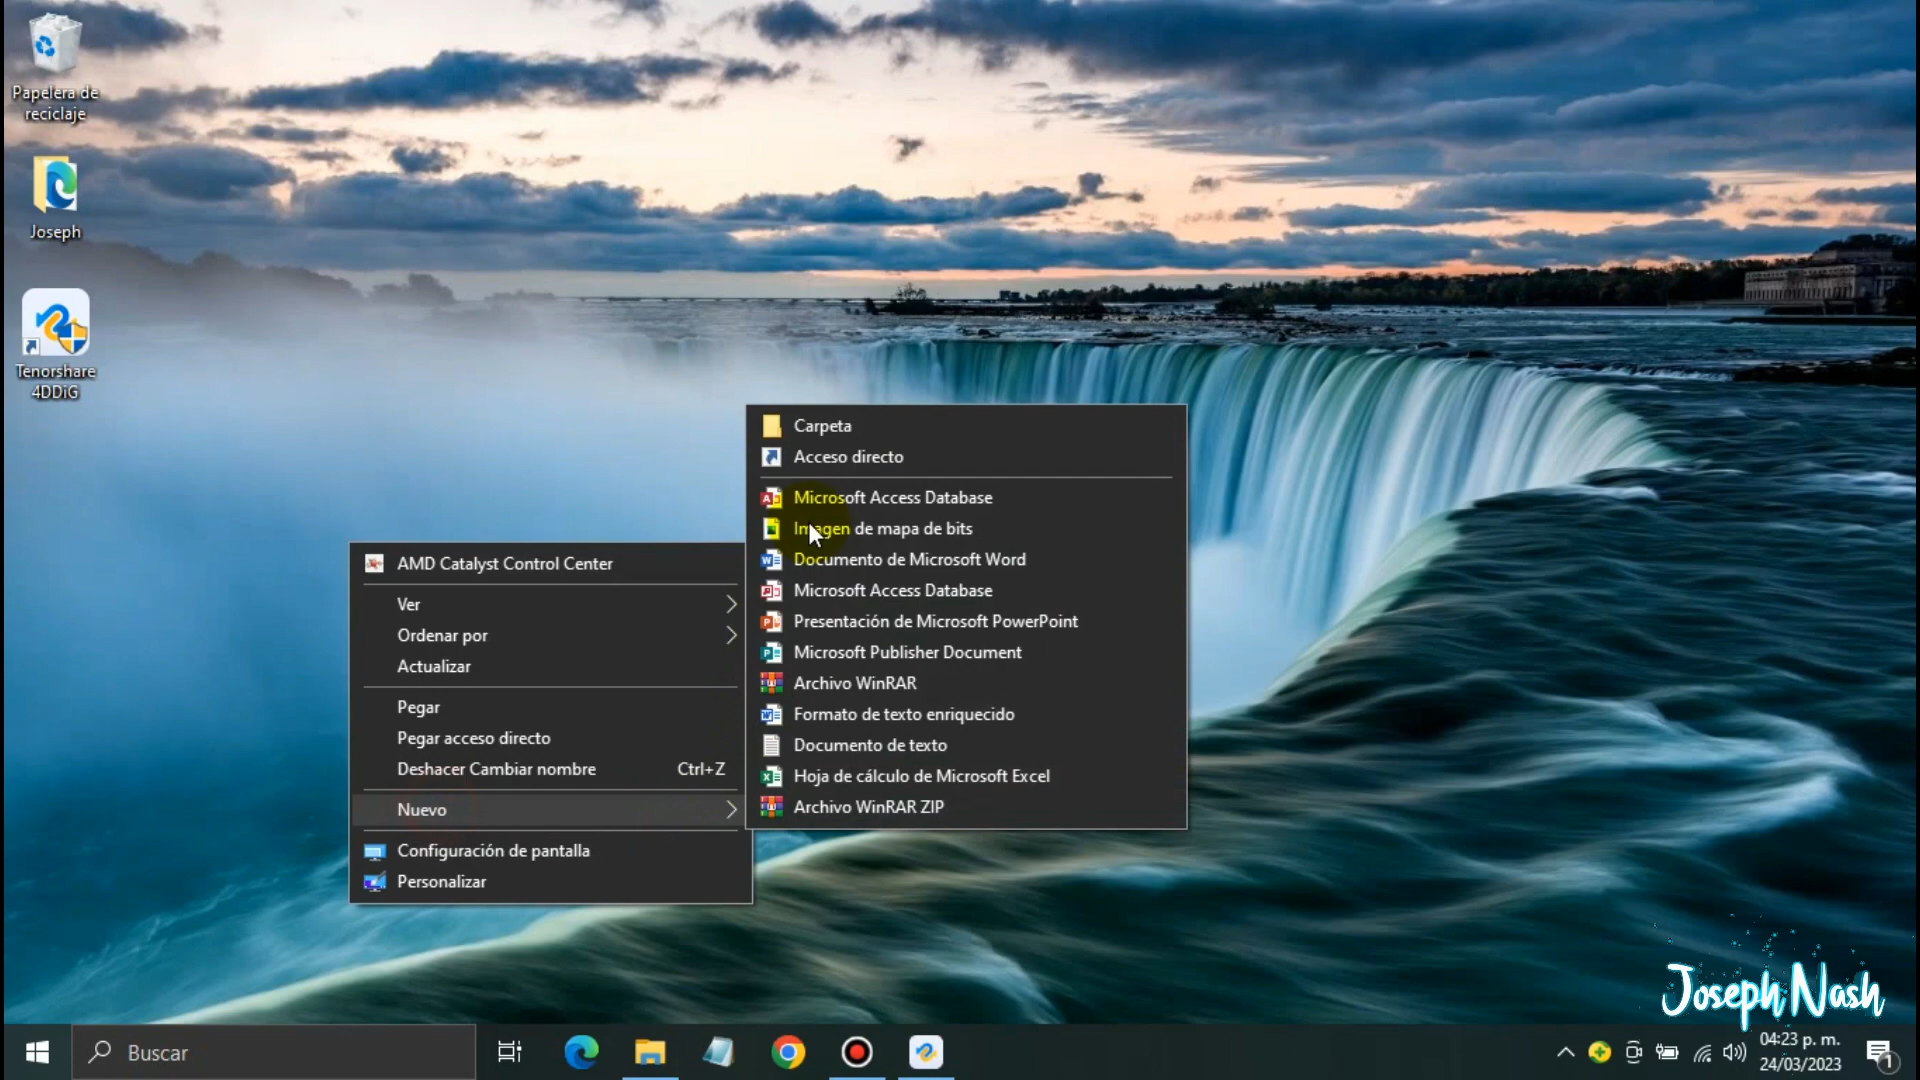 Papelera de
reciclaje
Joseph
Tenorshare
4DDiG
AMD Catalyst Control Center
Ver
Ordenar por
Actualizar
Pegar
Pegar acceso directo
Deshacer Cambiar nombre Ctrl+Z
Nuevo
Configuración de pantalla
Personalizar
Carpeta
Acceso directo
Microsoft Access Database
Imagen de mapa de bits
Documento de Microsoft Word
Microsoft Access Database
Presentación de Microsoft PowerPoint
Microsoft Publisher Document
Archivo WinRAR
Formato de texto enriquecido
Documento de texto
Hoja de cálculo de Microsoft Excel
Archivo WinRAR ZIP
Joseph Nash
Buscar
04:23 p. m.
24/03/2023
1